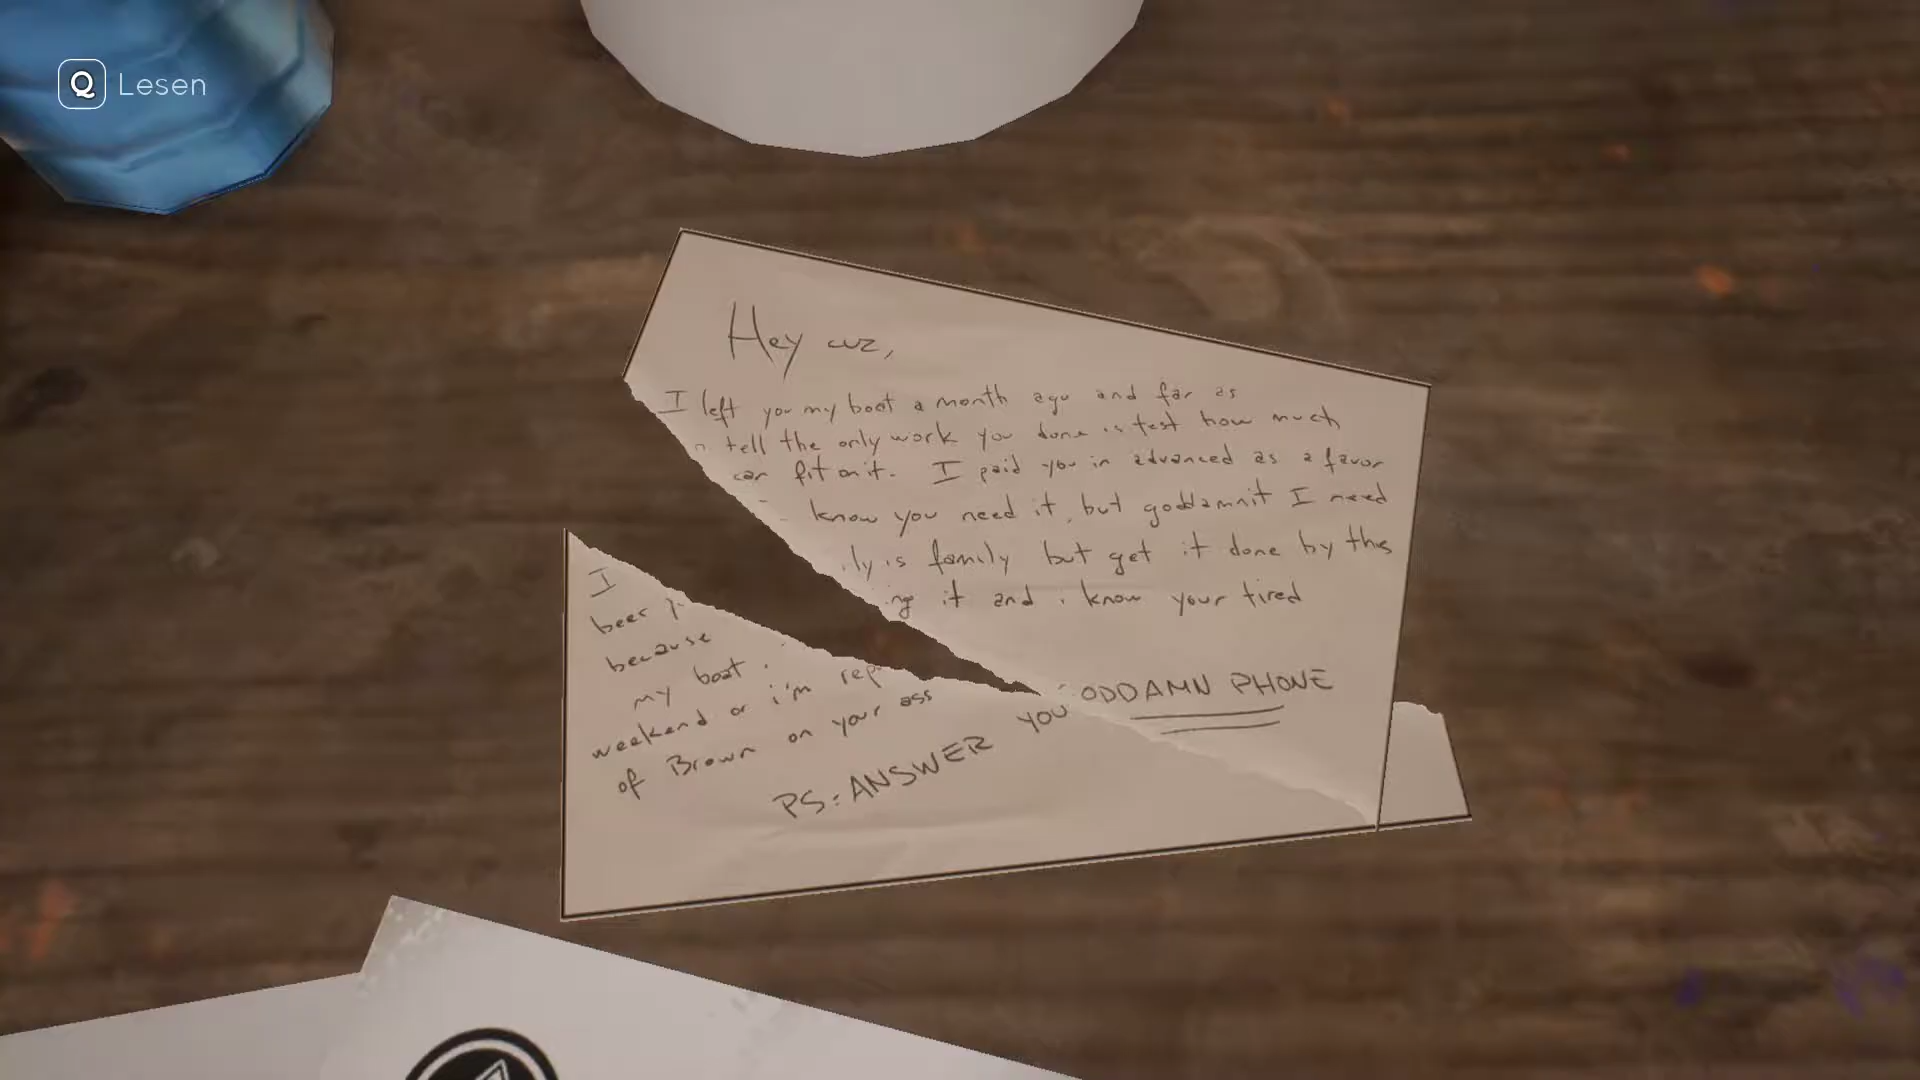 Q Lesen
Hey cuz,
I left you my boat a month ago and far as
tell the only work you done is test how much
can fit on it. I paid you in advanced as a favor
know you need it, but goddamnit I need
ly is family but get it done by this
ng it and i know your tired
ODDAMN PHONE
I
beer
because
my boat.
weekend or i'm rep
of Brown on your ass
PS: ANSWER YOU